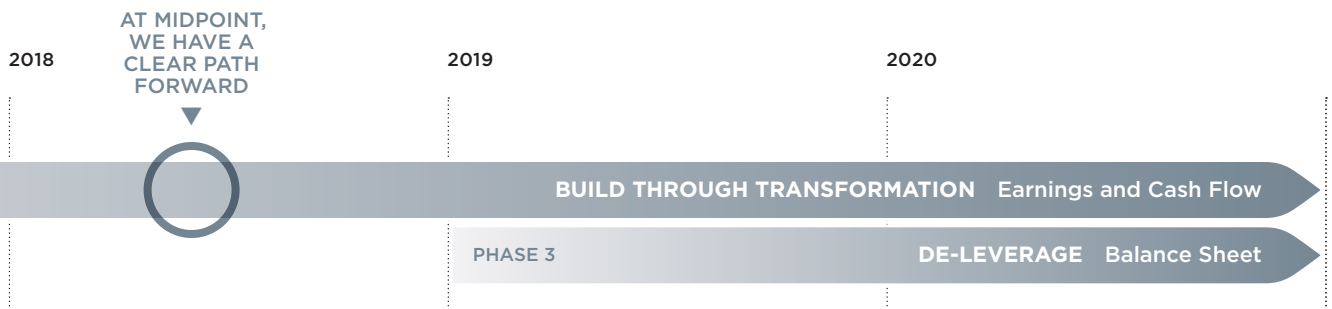 AT MIDPOINT,
WE HAVE A
CLEAR PATH
FORWARD
2018
2019
2020
BUILD THROUGH TRANSFORMATION Earnings and Cash Flow
PHASE 3
DE-LEVERAGE Balance Sheet